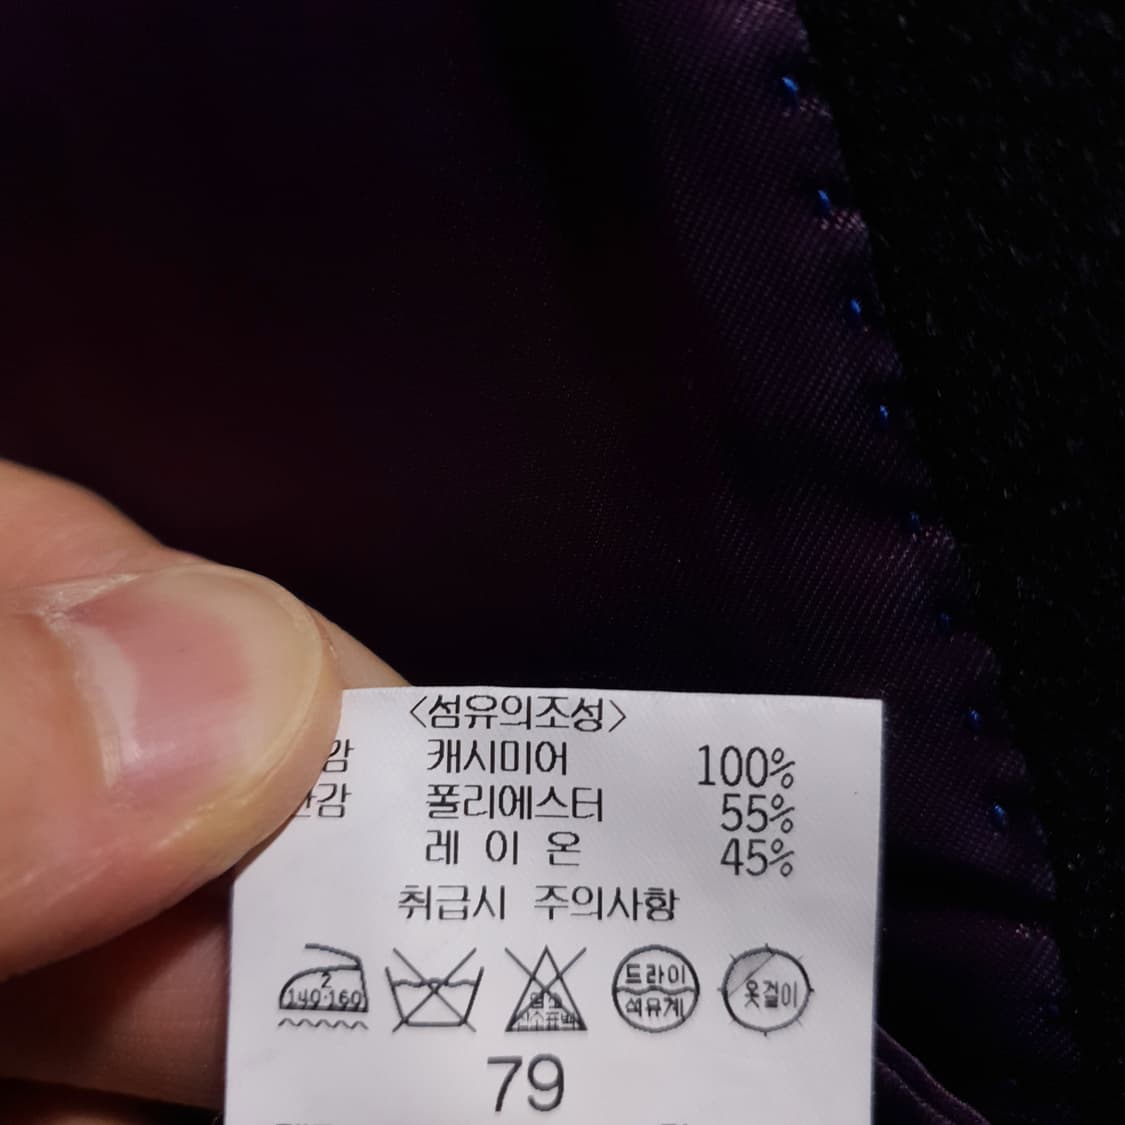 <섬유의조성>
감 캐시미어 100%
감 폴리에스터 55%
레 이 온 45%
취급시 주의사항
2
140·160
드라이
석유계
옷걸이
79